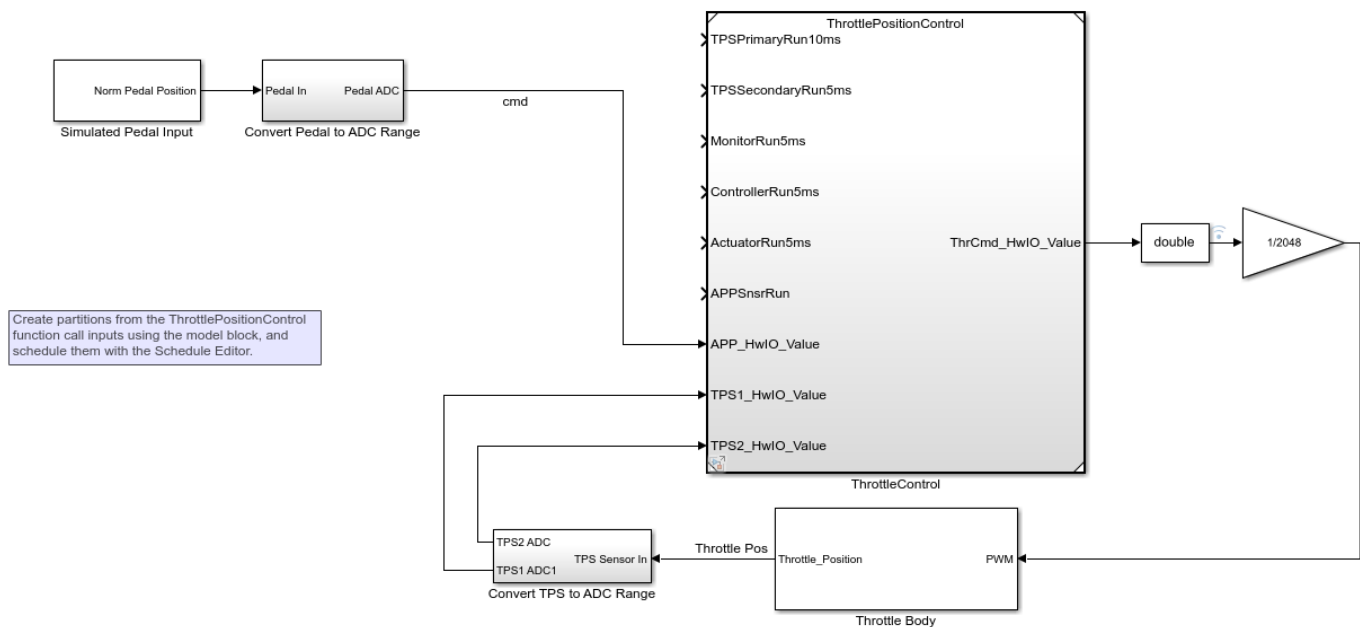 ThrottlePositionControl
TPSPrimaryRun10ms
Norm Pedal Position
Pedal In
Pedal ADC
TPSSecondaryRun5ms
cmd
Simulated Pedal Input
Convert Pedal to ADC Range
MonitorRun5ms
ControllerRun5ms
ActuatorRun5ms
ThrCmd_HwIO_Value
double
1/2048
APPSnsrRun
Create partitions from the ThrottlePositionControl
function call inputs using the model block, and
schedule them with the Schedule Editor.
APP_HwIO_Value
TPS1_HwIO_Value
TPS2_HwIO_Value
ThrottleControl
TPS2 ADC
TPS1 ADC1
TPS Sensor In
Throttle Pos
Throttle_Position
PWM
Convert TPS to ADC Range
Throttle Body